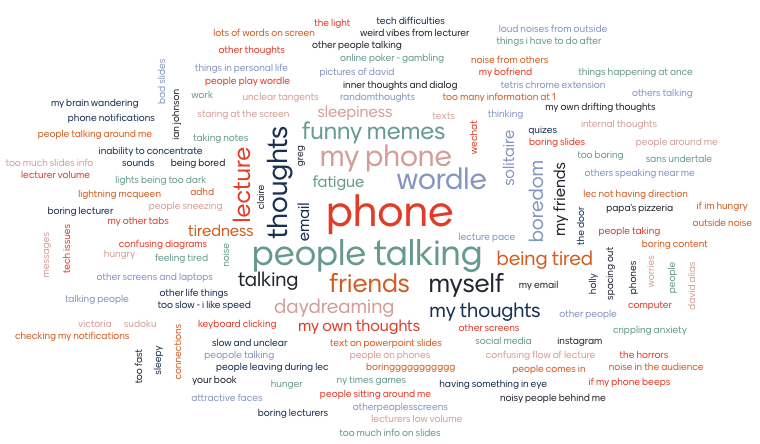 the light
tech difficulties
lots of words on screen
weird vibes from lecturer
loud noises from outside
other people talking
things i have to do after
other thoughts
online poker - gambling
noise from others
things in personal life
pictures of david
my bofriend
things happening at once
bad slides
people play wordle
inner thoughts and dialog
tetris chrome extension
work
unclear tangents
randomthoughts
too many information at 1
others talking
my brain wandering
ian johnson
staring at the screen
sleepiness
texts
thinking
my own drifting thoughts
phone notifications
people talking around me
taking notes
funny memes
wechat
quizes
internal thoughts
inability to concentrate
thoughts
greg
my phone
solitaire
boring slides
people around me
too much slides info
sounds
being bored
lecture
too boring
sans undertale
lecturer volume
lights being too dark
fatigue
wordle
boredom
my friends
others speaking near me
lightning mcqueen
adhd
claire
lec not having direction
boring lecturer
people sneezing
email
phone
the door
papa's pizzeria
if im hungry
my other tabs
tiredness
people taking
outside noise
messages
tech issues
confusing diagrams
noise
people talking
lecture pace
boring content
hungry
feeling tired
being tired
spacing out
other screens and laptops
talking
friends
myself
my email
holly
phones
worries
people
david alias
talking people
other life things
too slow - i like speed
daydreaming
my thoughts
other people
computer
victoria
sudoku
keyboard clicking
my own thoughts
other screens
crippling anxiety
checking my notifications
connections
slow and unclear
text on powerpoint slides
social media
instagram
too fast
sleepy
peopole talking
people on phones
confusing flow of lecture
the horrors
people leaving during lec
boringgggggggggggg
people comes in
noise in the audience
your book
hunger
ny times games
having something in eye
if my phone beeps
attractive faces
people sitting around me
noisy people behind me
boring lecturers
otherpeoplesscreens
lecturers low volume
too much info on slides